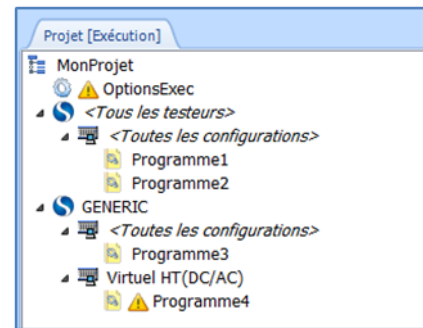 Projet [Exécution]
MonProjet
OptionsExec
<Tous les testeurs>
<Toutes les configurations>
Programme1
Programme2
GENERIC
<Toutes les configurations>
Programme3
Virtuel HT(DC/AC)
Programme4